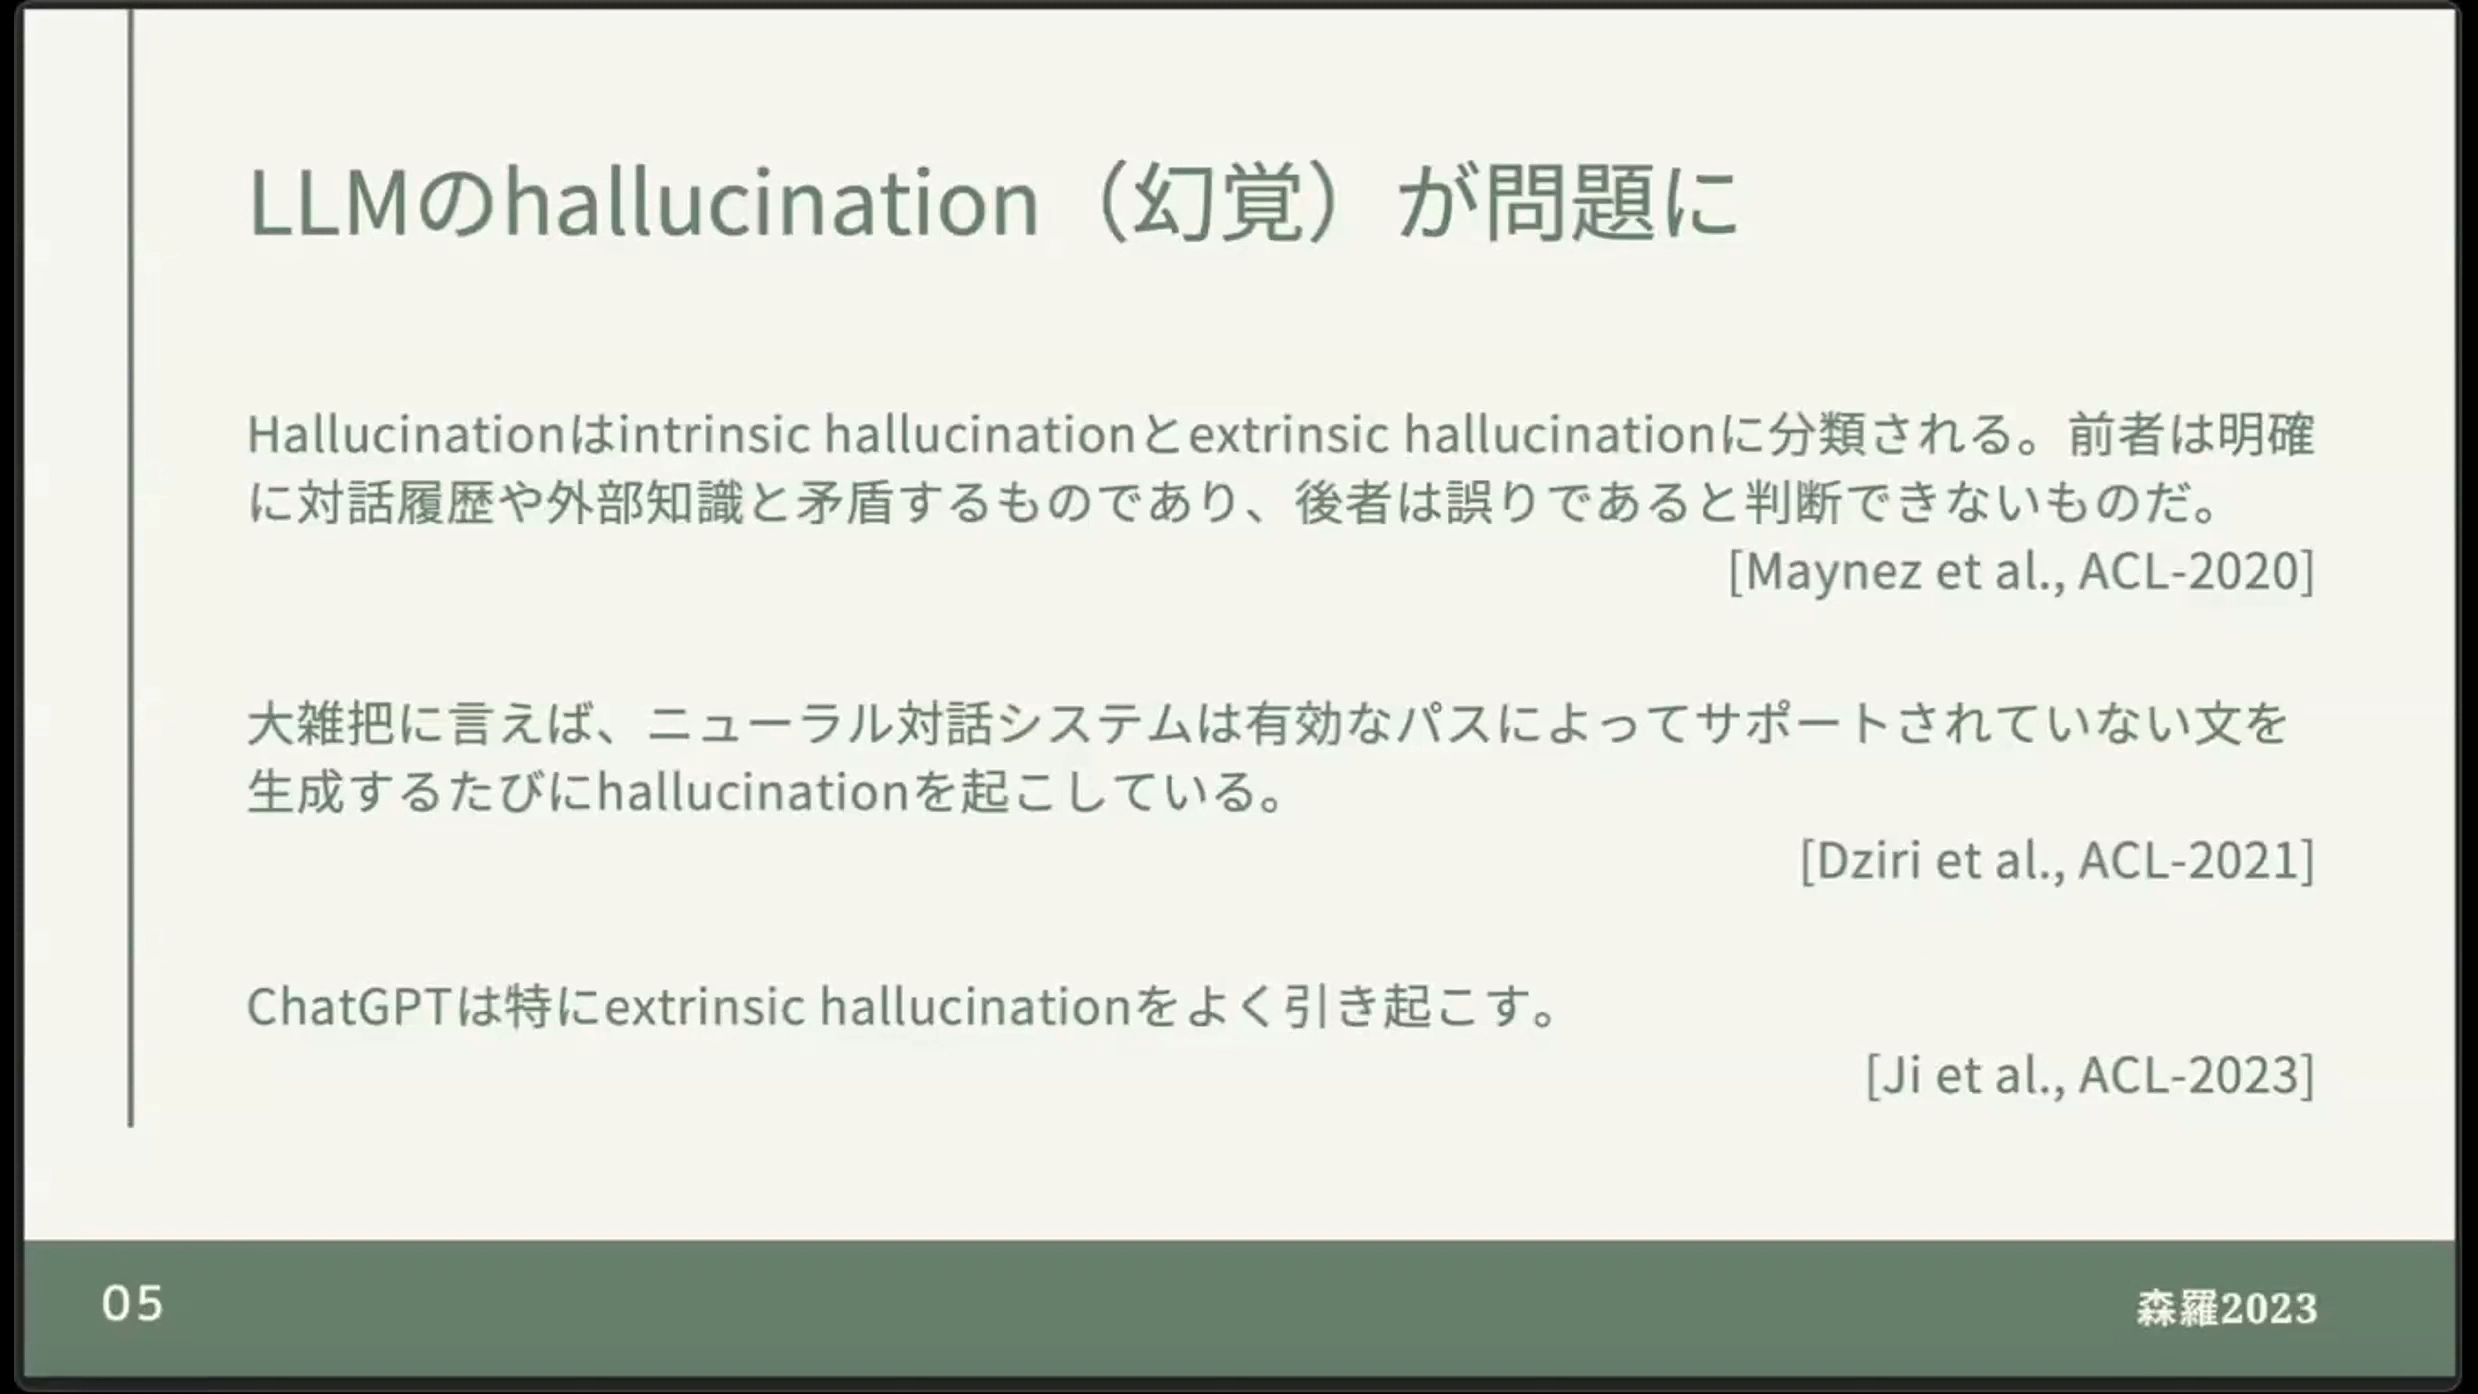 LLMのhallucination（幻覚）が問題に
Hallucinationはintrinsic hallucinationとextrinsic hallucinationに分類される。前者は明確
に対話履歴や外部知識と矛盾するものであり、後者は誤りであると判断できないものだ。
[Maynez et al., ACL-2020]
大雑把に言えば、ニューラル対話システムは有効なパスによってサポートされていない文を
生成するたびにhallucinationを起こしている。
[Dziri et al., ACL-2021]
ChatGPTは特にextrinsic hallucinationをよく引き起こす。
[Ji et al., ACL-2023]
05
森羅2023